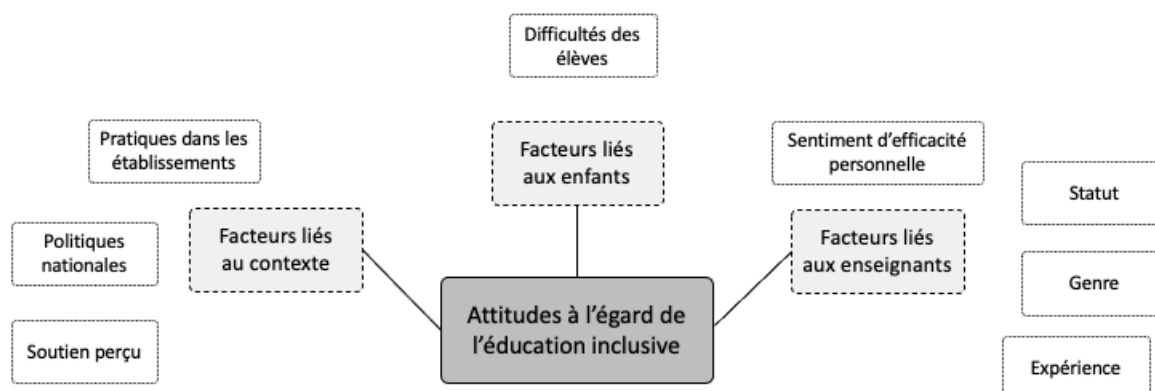 Difficultés des
élèves
Pratiques dans les
établissements
Facteurs liés
aux enfants
Sentiment d'efficacité
personnelle
Statut
Politiques
nationales
Facteurs liés
au contexte
Facteurs liés
aux enseignants
Genre
Attitudes à l'égard de
l'éducation inclusive
Soutien perçu
Expérience